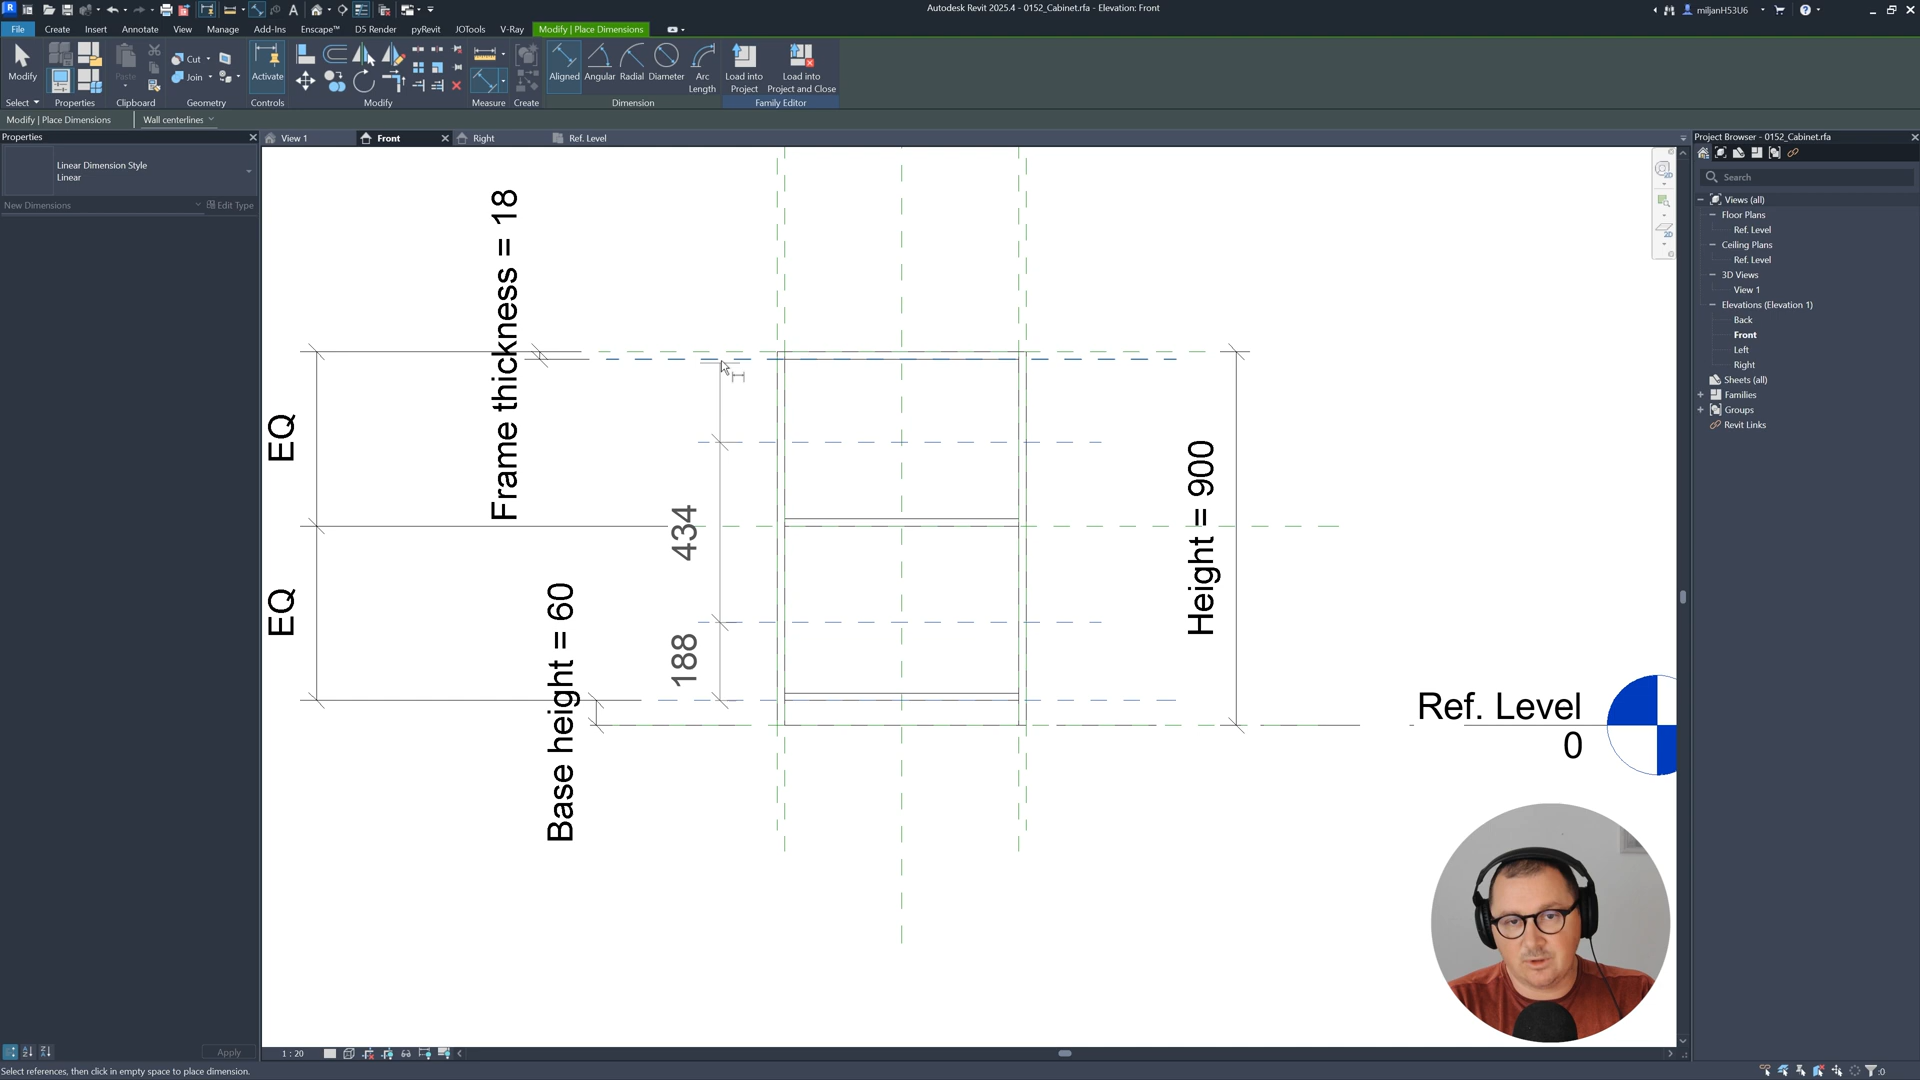 Autodesk Revit 2025.4 - 0152_Cabinet.rfa - Elevation: Front
miljanH53U6
File
Create
Insert
Annotate
View
Manage
Add-Ins
Enscape™
D5 Render
pyRevit
JOTools
V-Ray
Modify | Place Dimensions
Modify
Paste
Cut
Join
Activate
Aligned
Angular
Radial
Diameter
Arc
Length
Load into
Project
Load into
Project and Close
Select
Properties
Clipboard
Geometry
Controls
Modify
Measure
Create
Dimension
Family Editor
Modify | Place Dimensions
Wall centerlines
Properties
View 1
Front
Right
Ref. Level
Project Browser - 0152_Cabinet.rfa
Linear Dimension Style
Linear
New Dimensions
Edit Type
Search
Views (all)
Floor Plans
Ref. Level
Ceiling Plans
Ref. Level
3D Views
View 1
Elevations (Elevation 1)
Back
Front
Left
Right
Sheets (all)
Families
Groups
Revit Links
Frame thickness = 18
EQ
EQ
434
188
Base height = 60
Height = 900
Ref. Level
0
Apply
1 : 20
Select references, then click in empty space to place dimension.
:0